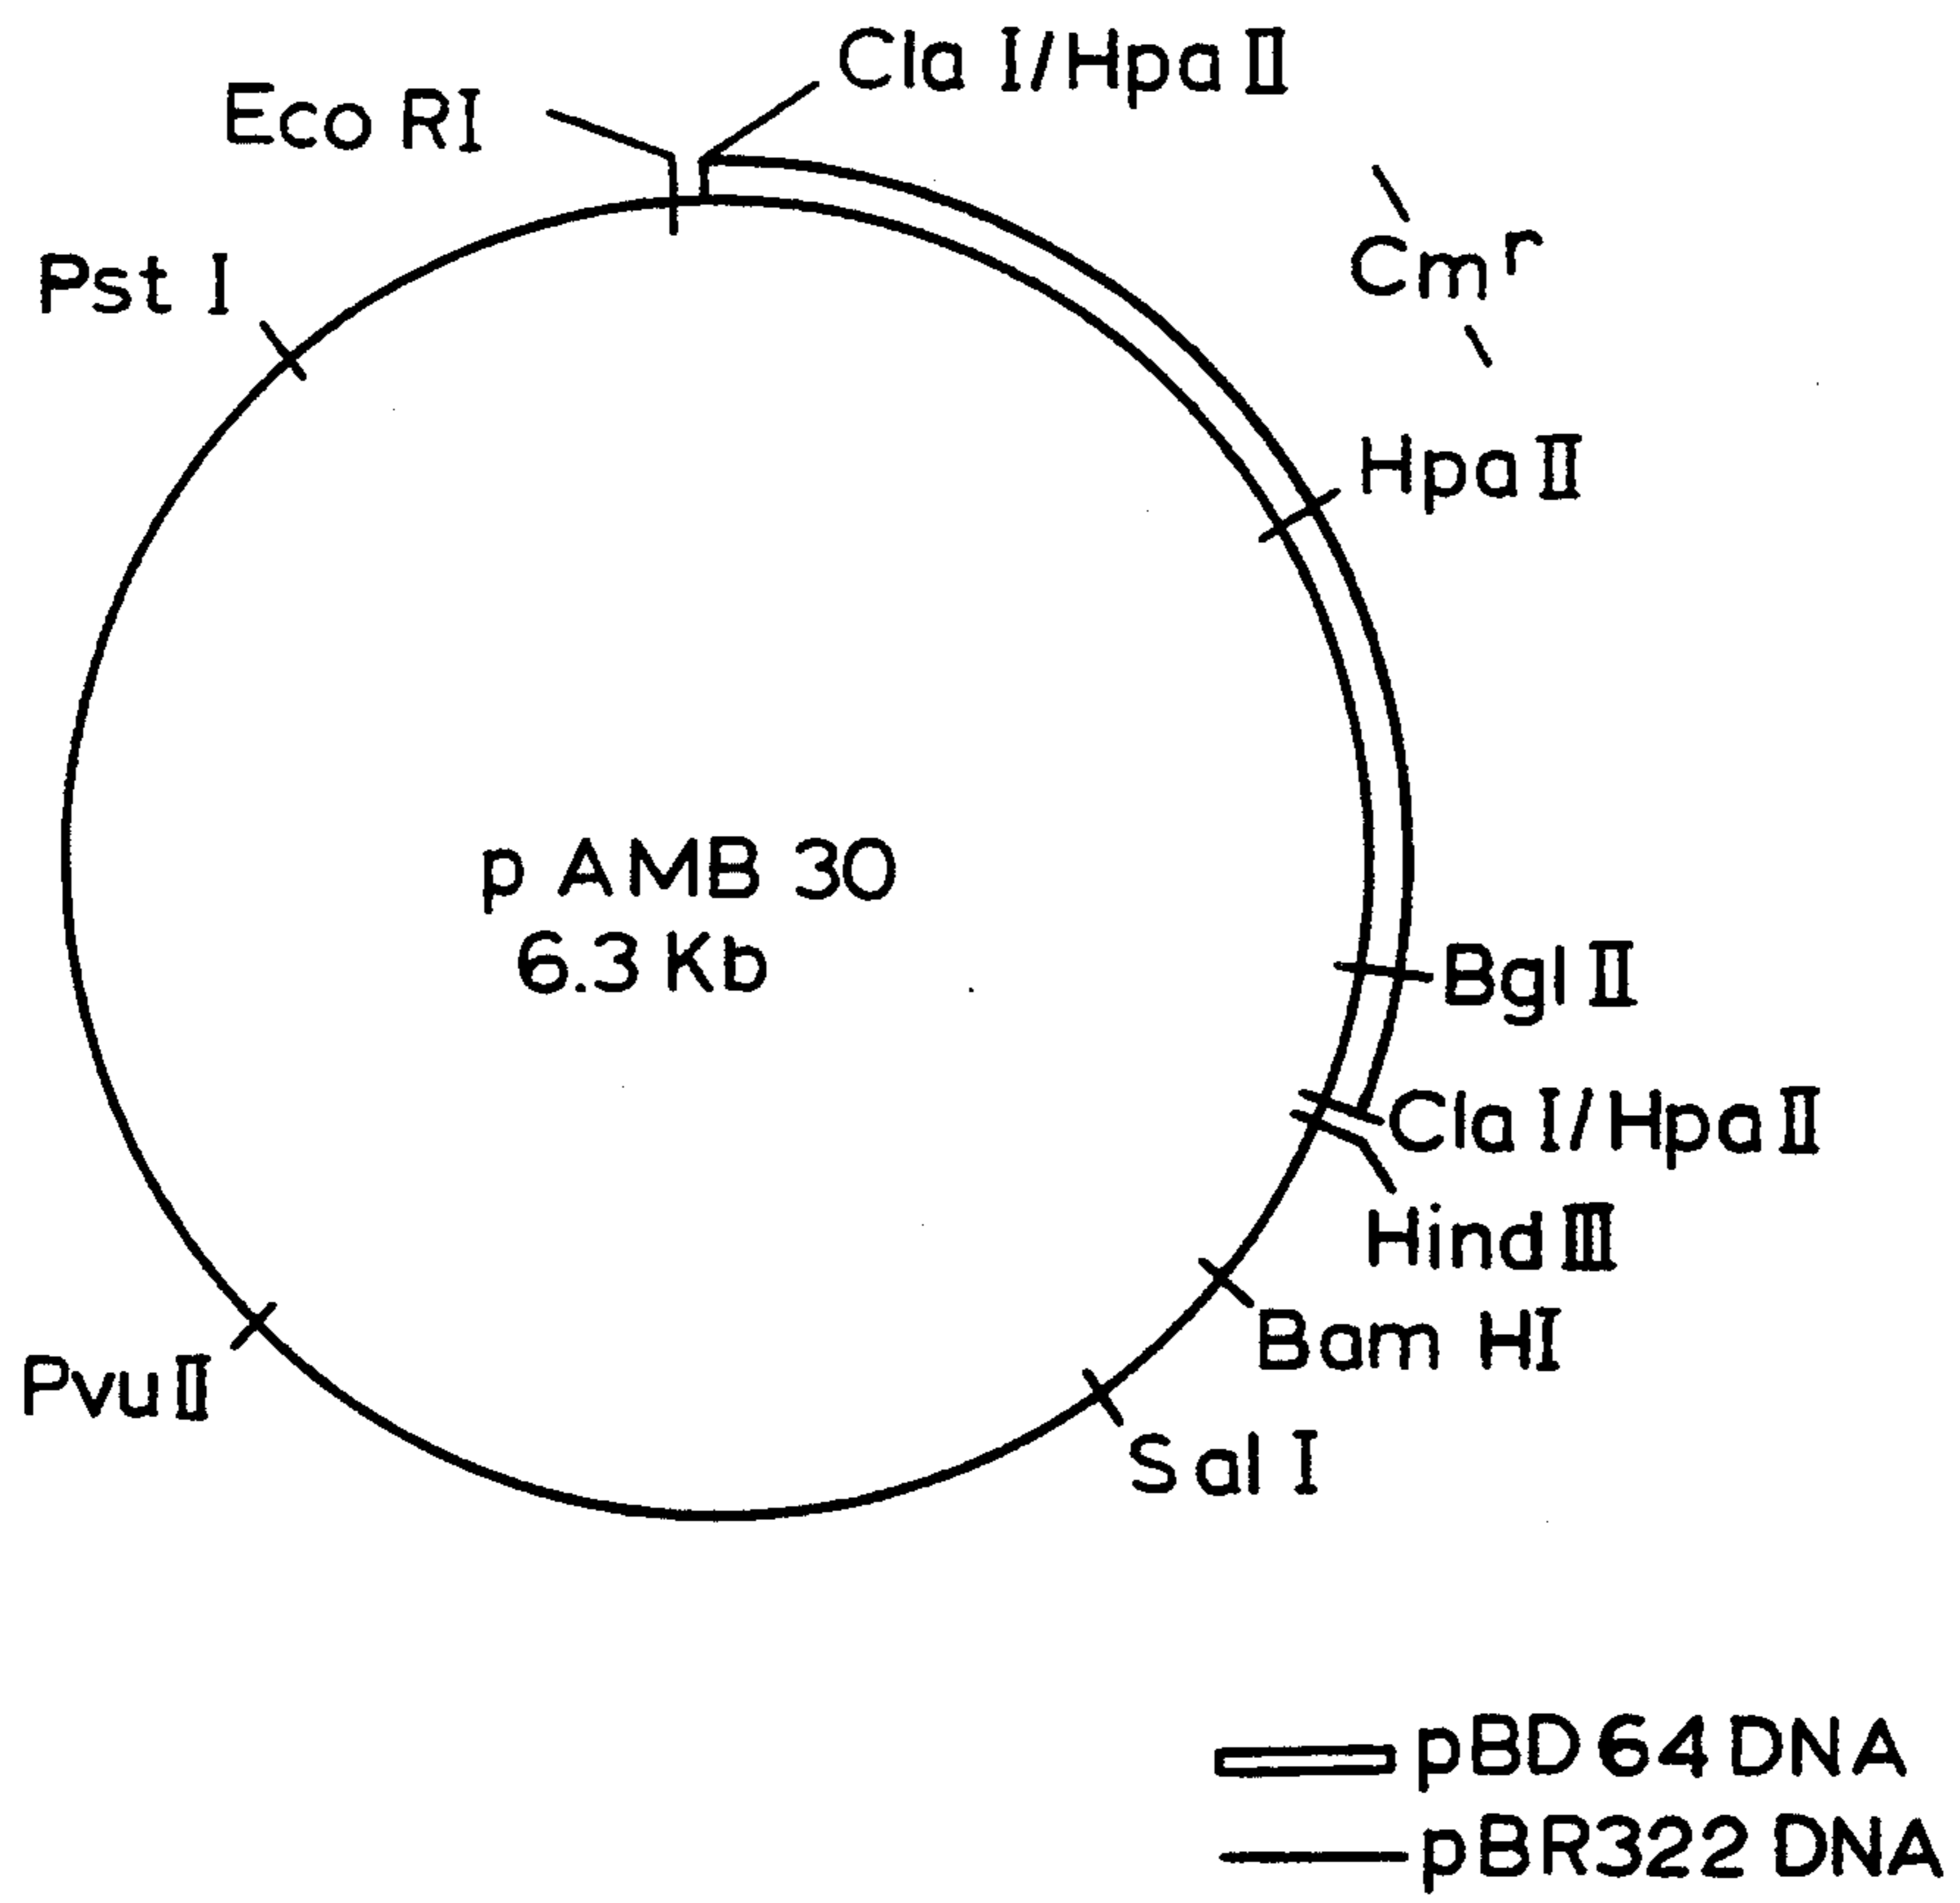 Cla I/Hpa II
Eco RI
Pst I
Cmʳ
Hpa II
p AMB 30
6.3 Kb
Bgl II
Cla I/Hpa II
Hind III
Bam HI
Pvu II
Sal I
pBD 64 DNA
pBR322 DNA